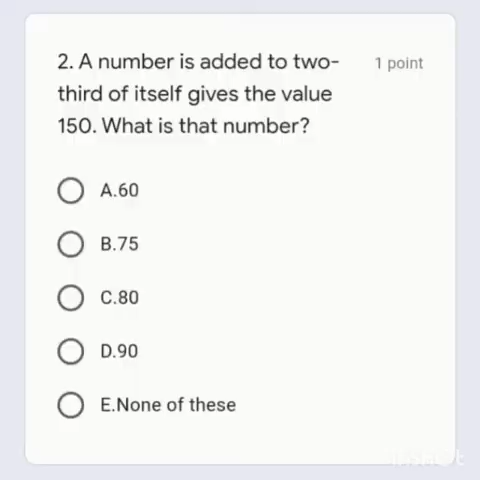 2. A number is added to two-
1 point
third of itself gives the value
150. What is that number?
A.60
B.75
C.80
D.90
E.None of these